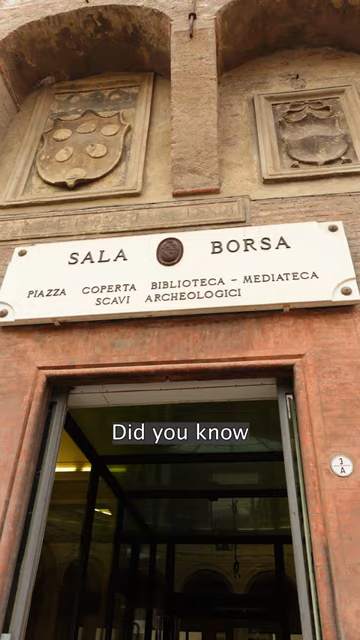 SALA BORSA
PIAZZA COPERTA BIBLIOTECA - MEDIATECA
SCAVI ARCHEOLOGICI
Did you know
3
A